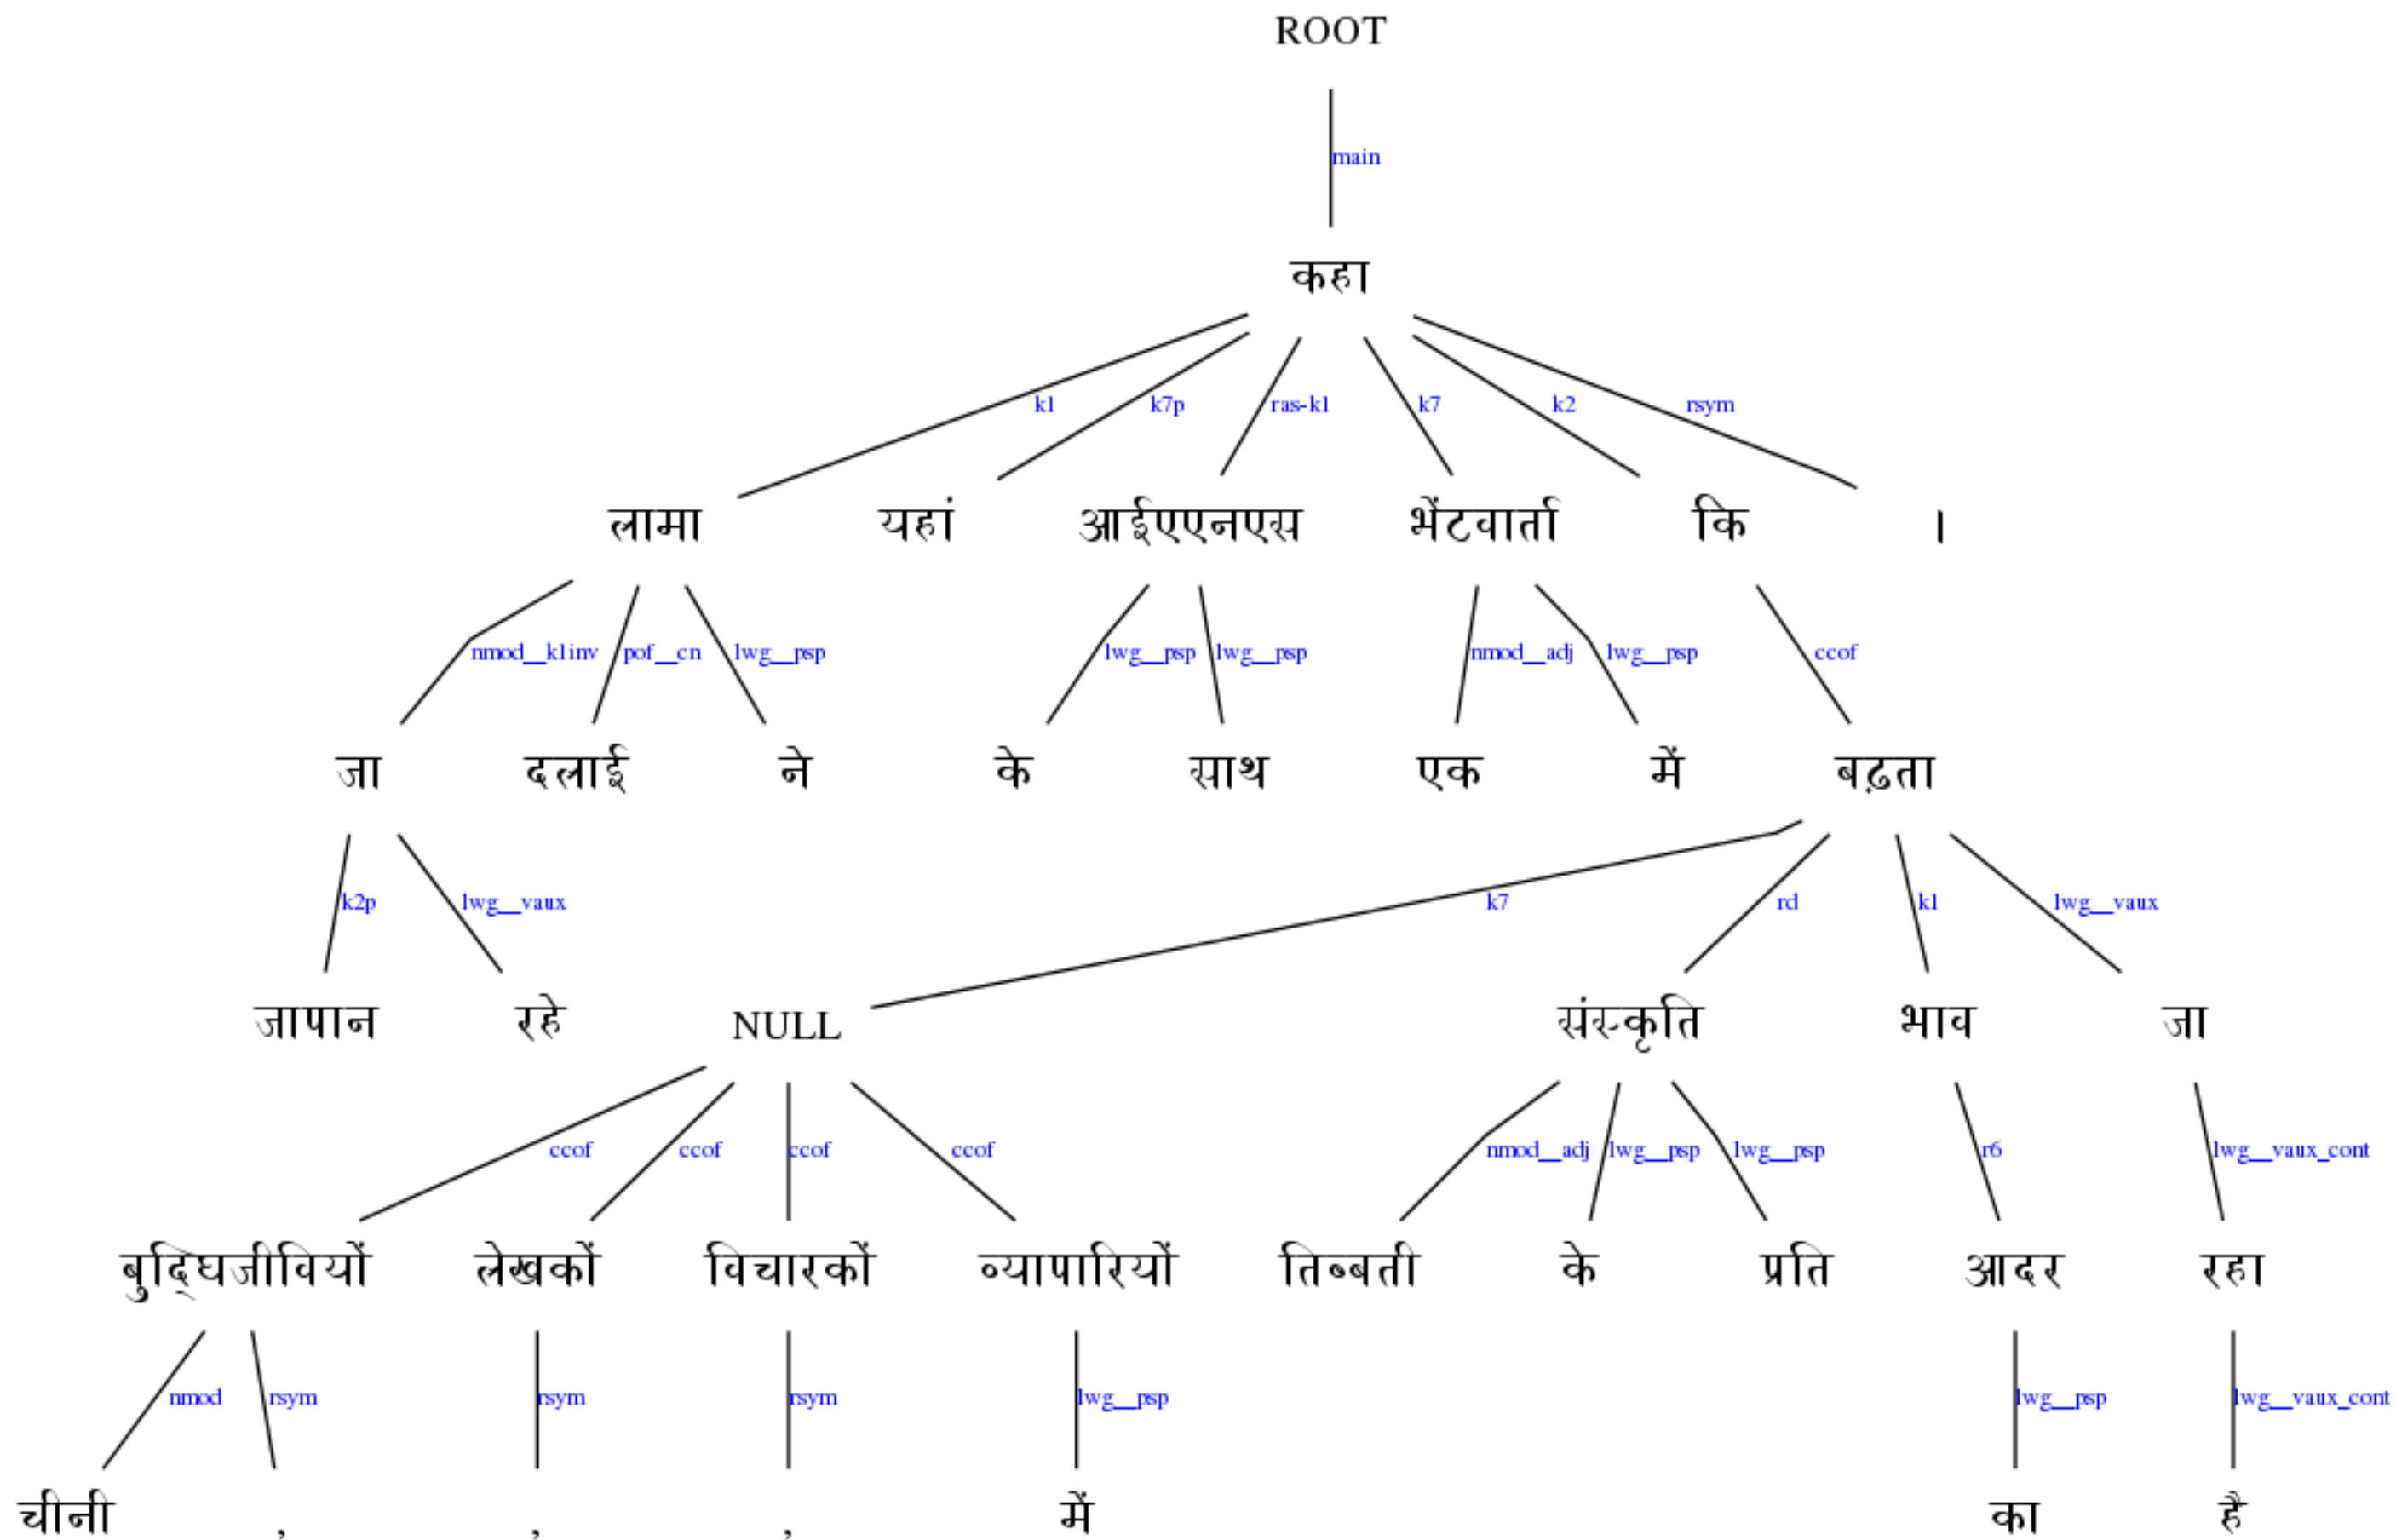 ROOT
main
कहा
k1 k7p ras-k1 k7 k2 rsym
लामा यहां आईएएनएस भेंटवार्ता कि ।
nmod__k1inv pof__cn lwg__psp lwg__psp lwg__psp nmod__adj lwg__psp ccof
जा दलाई ने के साथ एक में बढ़ता
k2p lwg__vaux k7 rd k1 lwg__vaux
जापान रहे NULL संस्कृति भाव जा
ccof ccof ccof ccof nmod__adj lwg__psp lwg__psp r6 lwg__vaux_cont
बुद्घिजीवियों लेखकों विचारकों व्यापारियों तिब्बती के प्रति आदर रहा
nmod rsym rsym rsym lwg__psp lwg__psp lwg__vaux_cont
चीनी , , , में का है